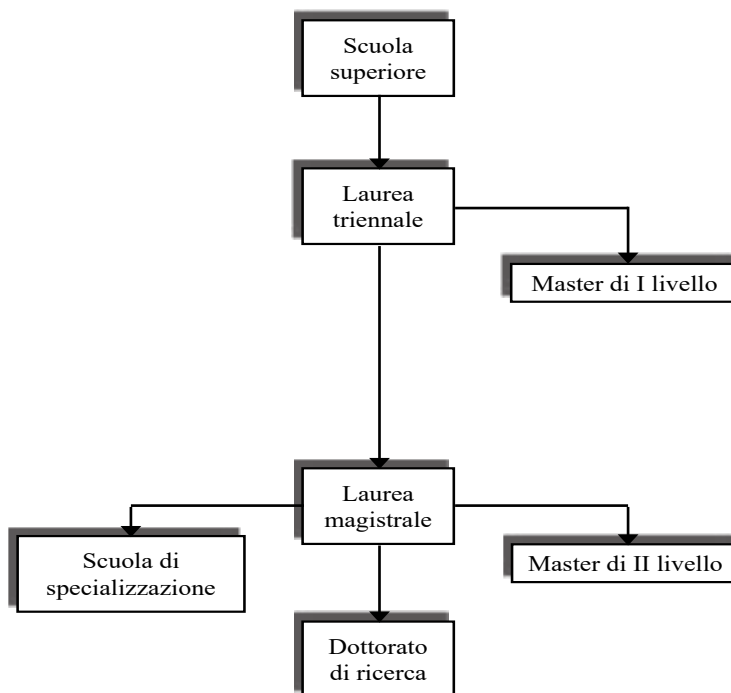 Scuola
superiore
Laurea
triennale
Master di I livello
Laurea
magistrale
Scuola di
specializzazione
Master di II livello
Dottorato
di ricerca